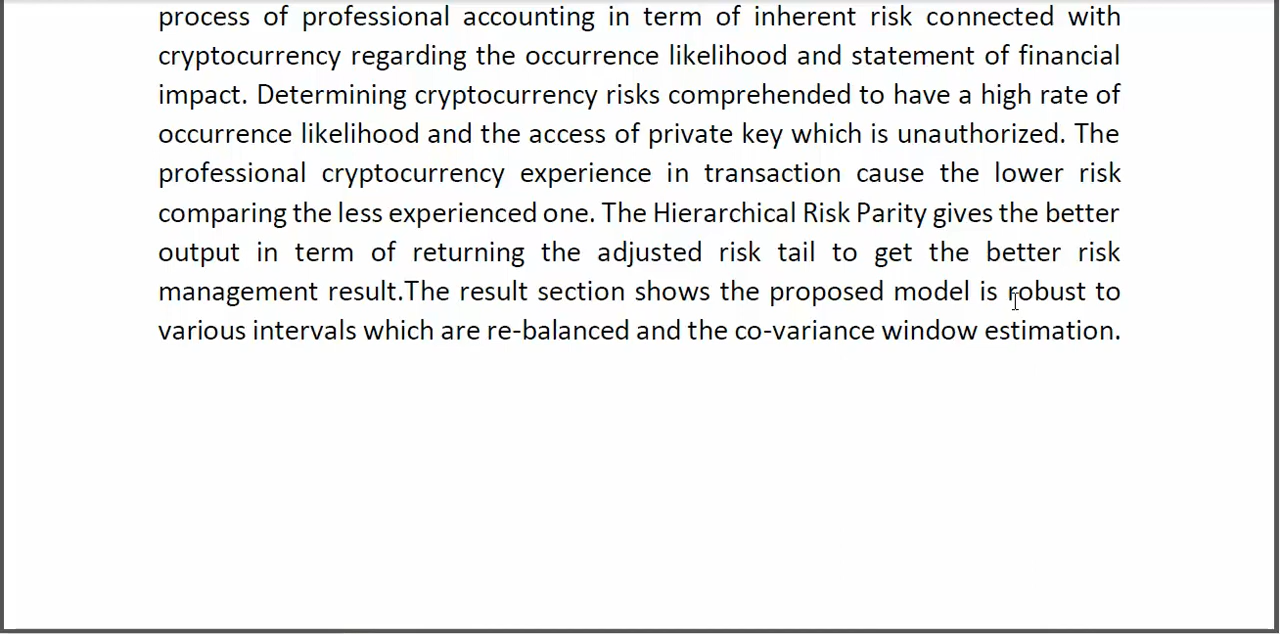 process of professional accounting in term of inherent risk connected with
cryptocurrency regarding the occurrence likelihood and statement of financial
impact. Determining cryptocurrency risks comprehended to have a high rate of
occurrence likelihood and the access of private key which is unauthorized. The
professional cryptocurrency experience in transaction cause the lower risk
comparing the less experienced one. The Hierarchical Risk Parity gives the better
output in term of returning the adjusted risk tail to get the better risk
management result.The result section shows the proposed model is robust to
various intervals which are re-balanced and the co-variance window estimation.